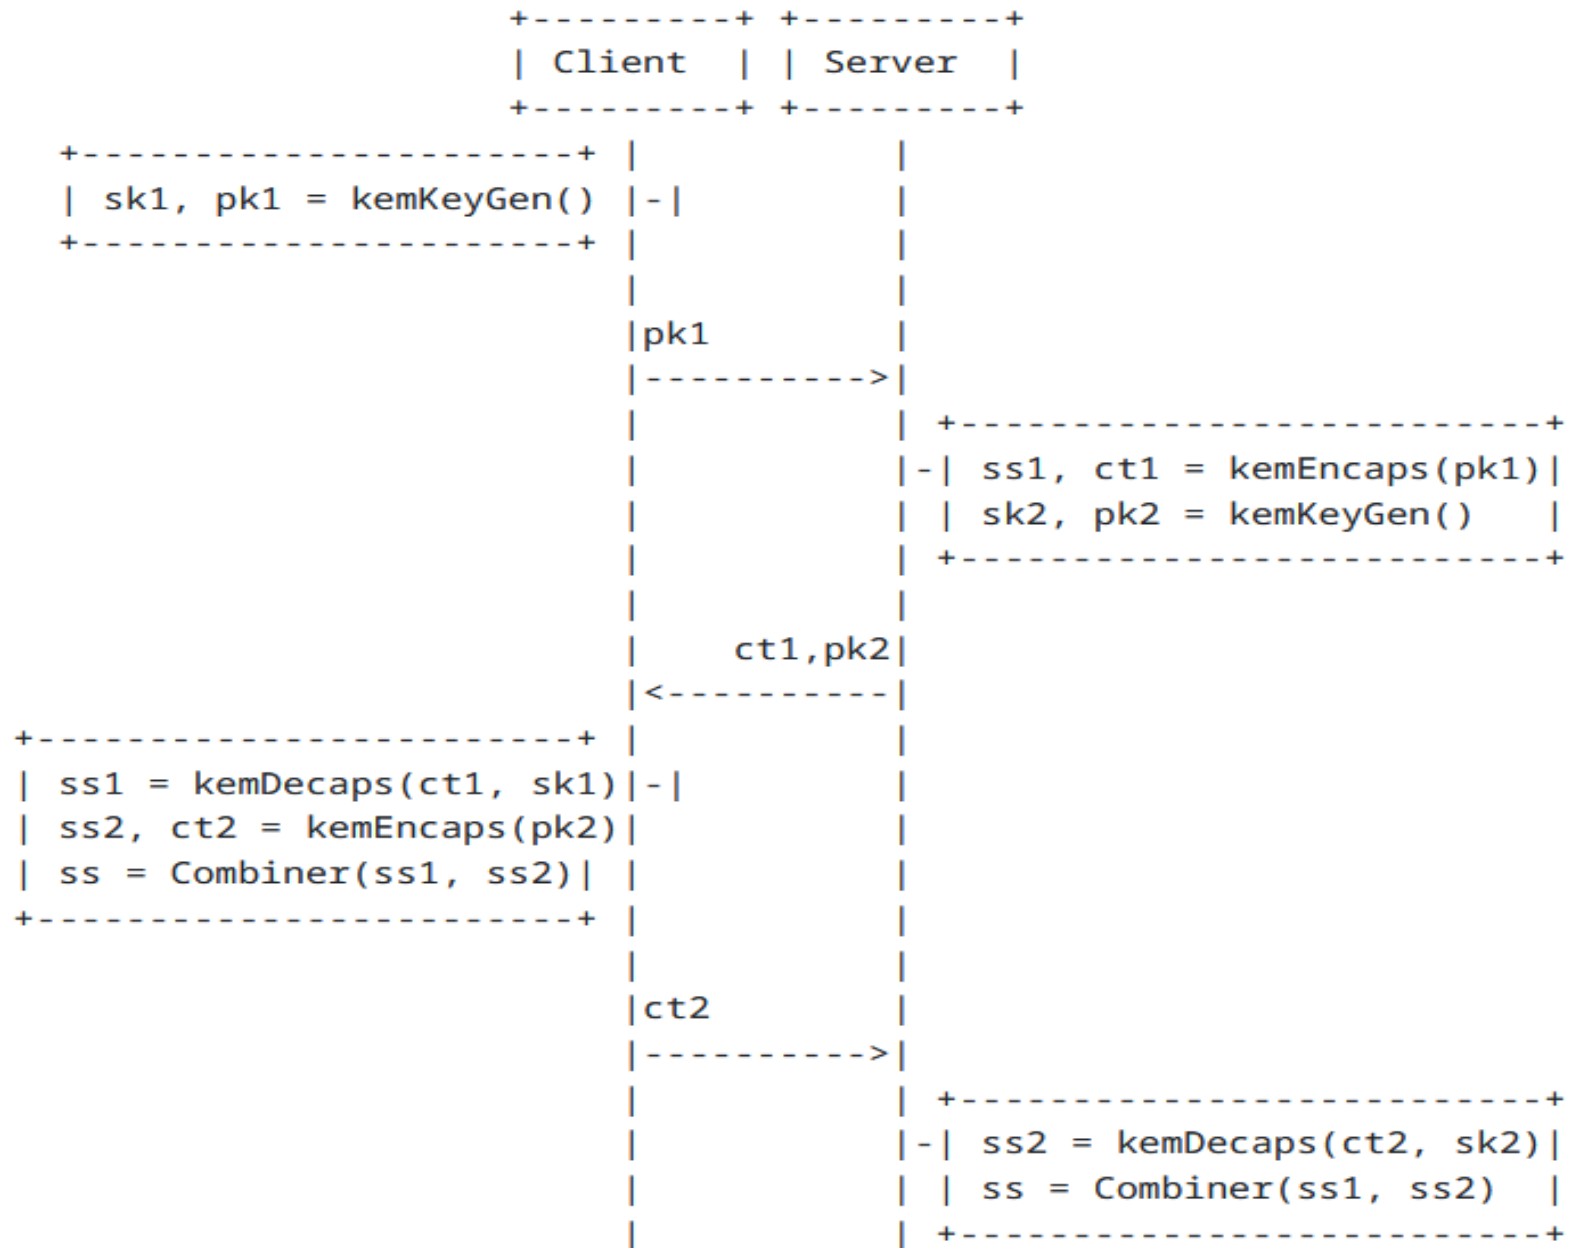 +---------+ +---------+
| Client  | | Server  |
+---------+ +---------+
+----------------------+ |           |
| sk1, pk1 = kemKeyGen() |-|         |
+----------------------+ |           |
|           |
|pk1        |
|---------->|
|           | +--------------------------+
|           |-| ss1, ct1 = kemEncaps(pk1)|
|           | | sk2, pk2 = kemKeyGen()   |
|           | +--------------------------+
|           |
|    ct1,pk2|
|<----------|
+------------------------+ |           |
| ss1 = kemDecaps(ct1, sk1)|-|         |
| ss2, ct2 = kemEncaps(pk2)|           |
| ss = Combiner(ss1, ss2)| |           |
+------------------------+ |           |
|           |
|ct2        |
|---------->|
|           | +--------------------------+
|           |-| ss2 = kemDecaps(ct2, sk2)|
|           | | ss = Combiner(ss1, ss2)  |
|           | +--------------------------+